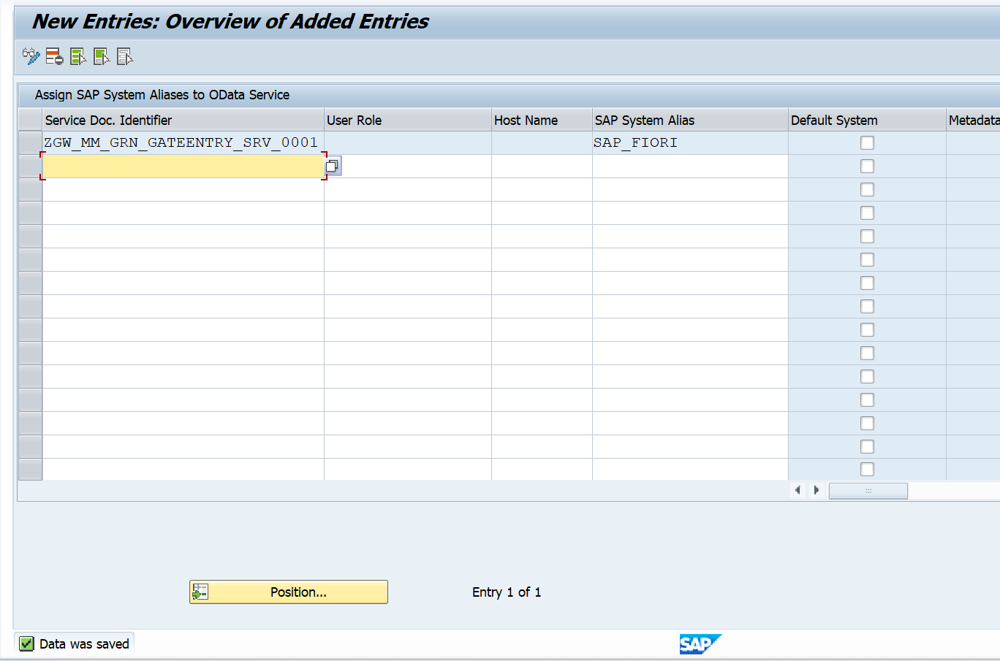 New Entries: Overview of Added Entries
Assign SAP System Aliases to OData Service
Service Doc. Identifier User Role Host Name SAP System Alias Default System Metadata
ZGW_MM_GRN_GATEENTRY_SRV_0001 SAP_FIORI
Position... Entry 1 of 1
Data was saved SAP